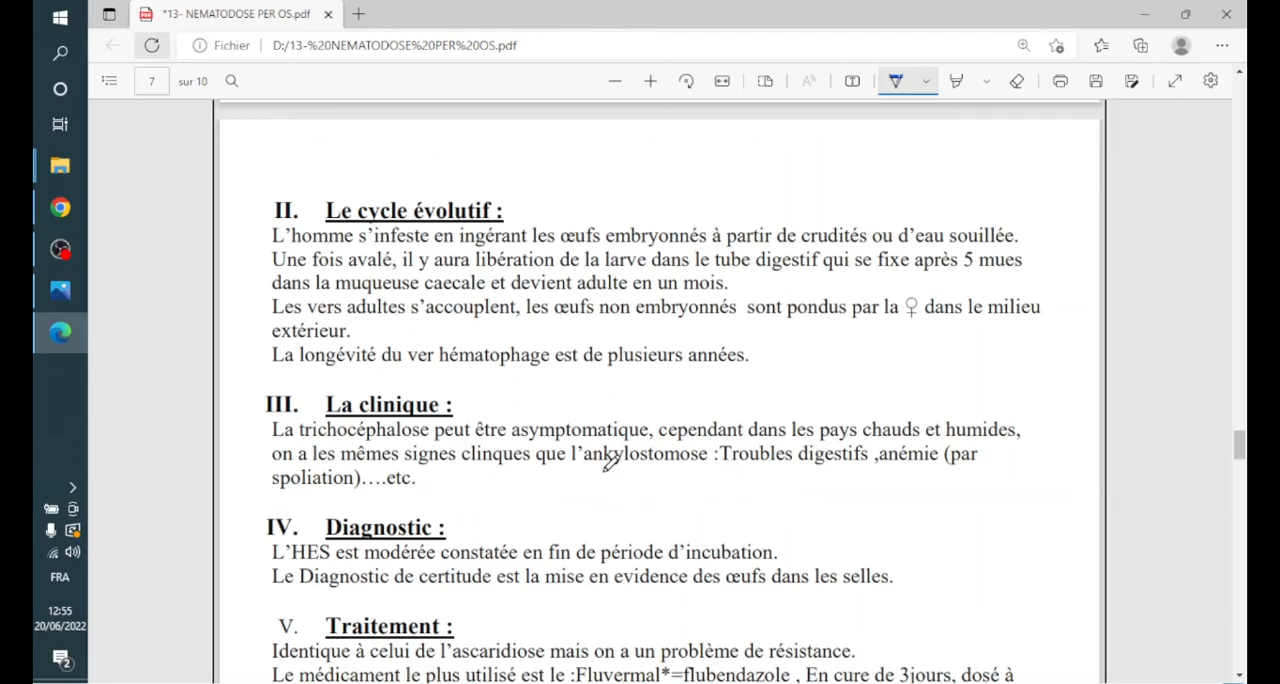 *13- NEMATODOSE PER OS.pdf
Fichier D:/13-%20NEMATODOSE%20PER%20OS.pdf
7 sur 10
II. Le cycle évolutif :
L’homme s’infeste en ingérant les œufs embryonnés à partir de crudités ou d’eau souillée.
Une fois avalé, il y aura libération de la larve dans le tube digestif qui se fixe après 5 mues
dans la muqueuse caecale et devient adulte en un mois.
Les vers adultes s’accouplent, les œufs non embryonnés sont pondus par la ♀ dans le milieu
extérieur.
La longévité du ver hématophage est de plusieurs années.
III. La clinique :
La trichocéphalose peut être asymptomatique, cependant dans les pays chauds et humides,
on a les mêmes signes clinques que l’ankylostomose :Troubles digestifs ,anémie (par
spoliation)….etc.
IV. Diagnostic :
L’HES est modérée constatée en fin de période d’incubation.
Le Diagnostic de certitude est la mise en evidence des œufs dans les selles.
V. Traitement :
Identique à celui de l’ascaridiose mais on a un problème de résistance.
Le médicament le plus utilisé est le :Fluvermal*=flubendazole , En cure de 3jours, dosé à
FRA
12:55
20/06/2022
2